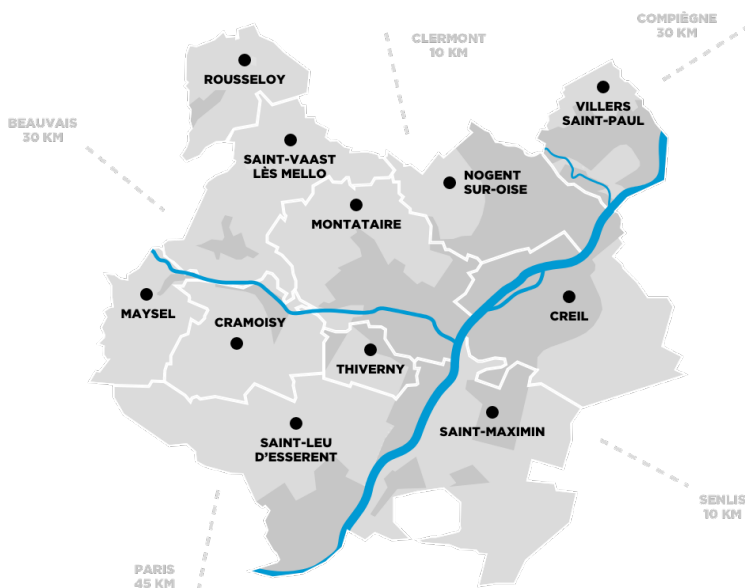 COMPIÈGNE
30 KM
CLERMONT
10 KM
ROUSSELOY
VILLERS
SAINT-PAUL
BEAUVAIS
30 KM
SAINT-VAAST
LÈS MELLO
NOGENT
SUR-OISE
MONTATAIRE
MAYSEL
CRAMOISY
CREIL
THIVERNY
SAINT-MAXIMIN
SAINT-LEU
D'ESSERENT
SENLIS
10 KM
PARIS
45 KM